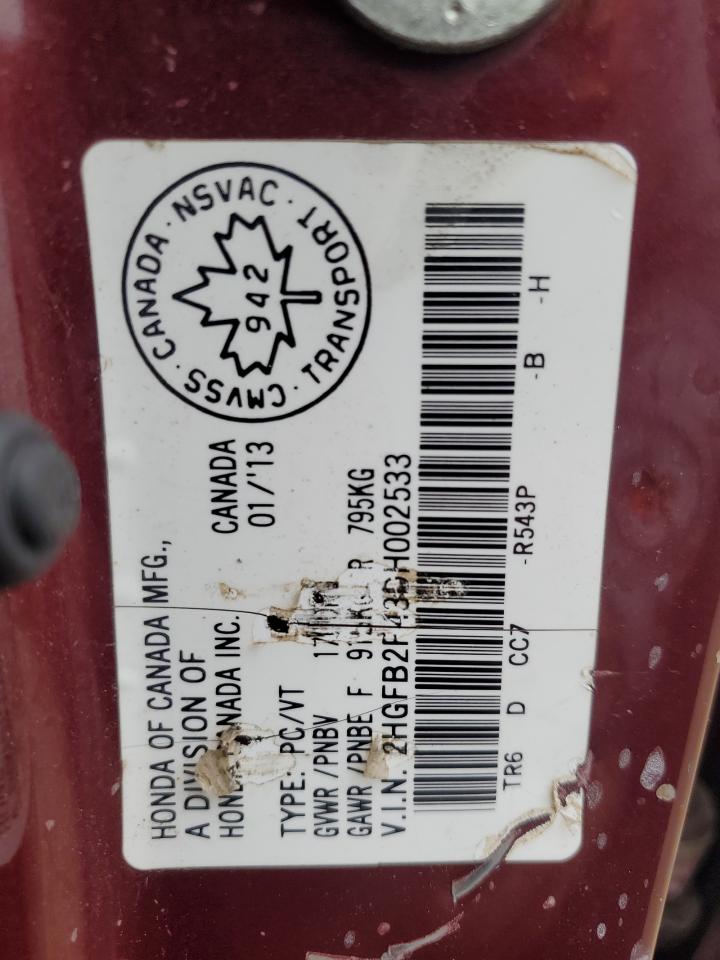 HONDA OF CANADA MFG.,
A DIVISION OF
HONDA CANADA INC.
CANADA
01/'13
TYPE: PC/VT
GVWR /PNBV
GAWR /PNBE F R 795KG
V.I.N.: 2HGFB2F H002533
TR6 D CC7 -R543P -B -H
CMVSS · CANADA · NSVAC · TRANSPORT ·
942